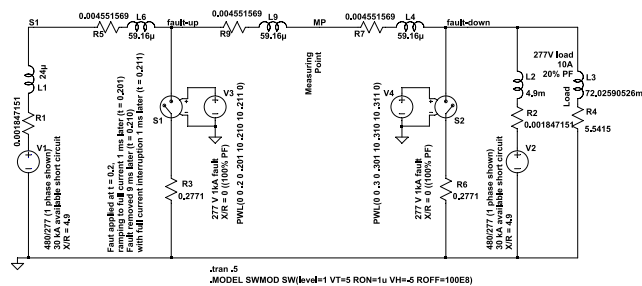 S1
0.004551569
R5
L6
59.16µ
fault-up
0.004551569
R9
L9
59.16µ
MP
0.004551569
R7
L4
59.16µ
fault-down
24µ
L1
0.001847151
R1
V1
480/277 (1 phase shown)
30 kA available short circuit
X/R = 4.9
Faut applied at t = 0.2,
ramping to full current 1 ms later (t = 0.201)
Fault removed 9 ms later (t = 0.210)
with full current interruption 1 ms later (t = 0.211)
S1
V3
R3
0.2771
277 V 1kA fault
X/R = 0 ((100% PF)
PWL(0 0 0.2 0 .201 10 .210 10 .211 0)
Measuring
Point
PWL(0 0 .3 0 .301 10 .310 10 .311 0)
V4
277 V 1kA fault
X/R = 0 ((100% PF)
S2
R6
0.2771
277V load
10A
20% PF
L2
4.9m
R2
0.001847151
V2
480/277 (1 phase shown)
30 kA available short circuit
X/R = 4.9
L3
72.02590526m
Load
R4
5.5415
.tran .5
.MODEL SWMOD SW(level=1 VT=5 RON=1u VH=-5 ROFF=100E8)